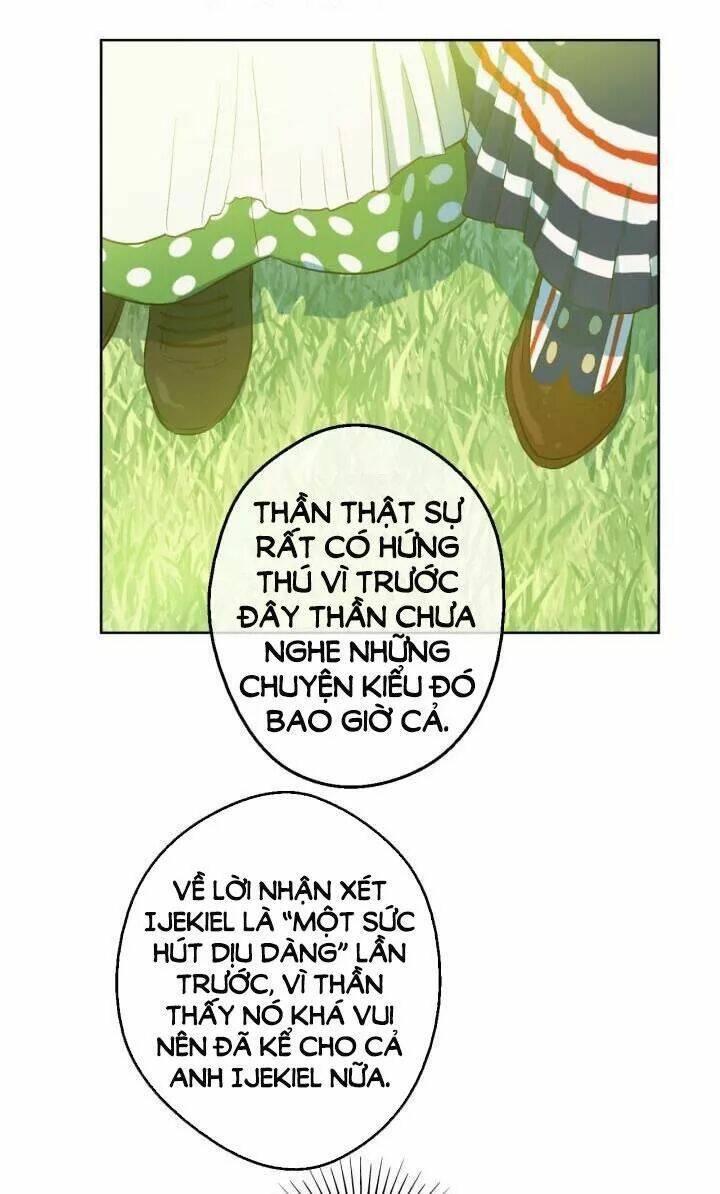 THẦN THẬT SỰ
RẤT CÓ HỨNG
THÚ VÌ TRƯỚC
ĐÂY THẦN CHƯA
NGHE NHỮNG
CHUYỆN KIỂU ĐÓ
BAO GIỜ CẢ.
VỀ LỜI NHẬN XÉT
IJEKIEL LÀ “MỘT SỨC
HÚT DỊU DÀNG” LẦN
TRƯỚC, VÌ THẦN
THẤY NÓ KHÁ VUI
NÊN ĐÃ KỂ CHO CẢ
ANH IJEKIEL NỮA.